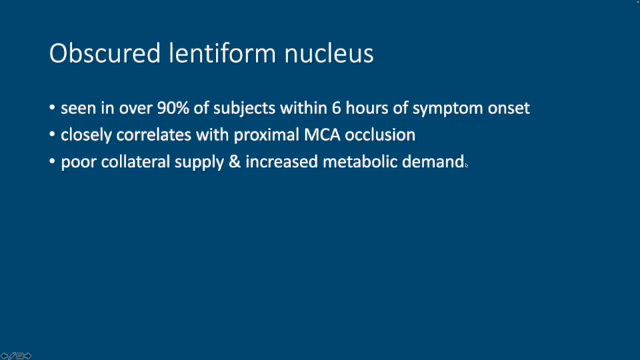 Obscured lentiform nucleus
• seen in over 90% of subjects within 6 hours of symptom onset
• closely correlates with proximal MCA occlusion
• poor collateral supply & increased metabolic demand